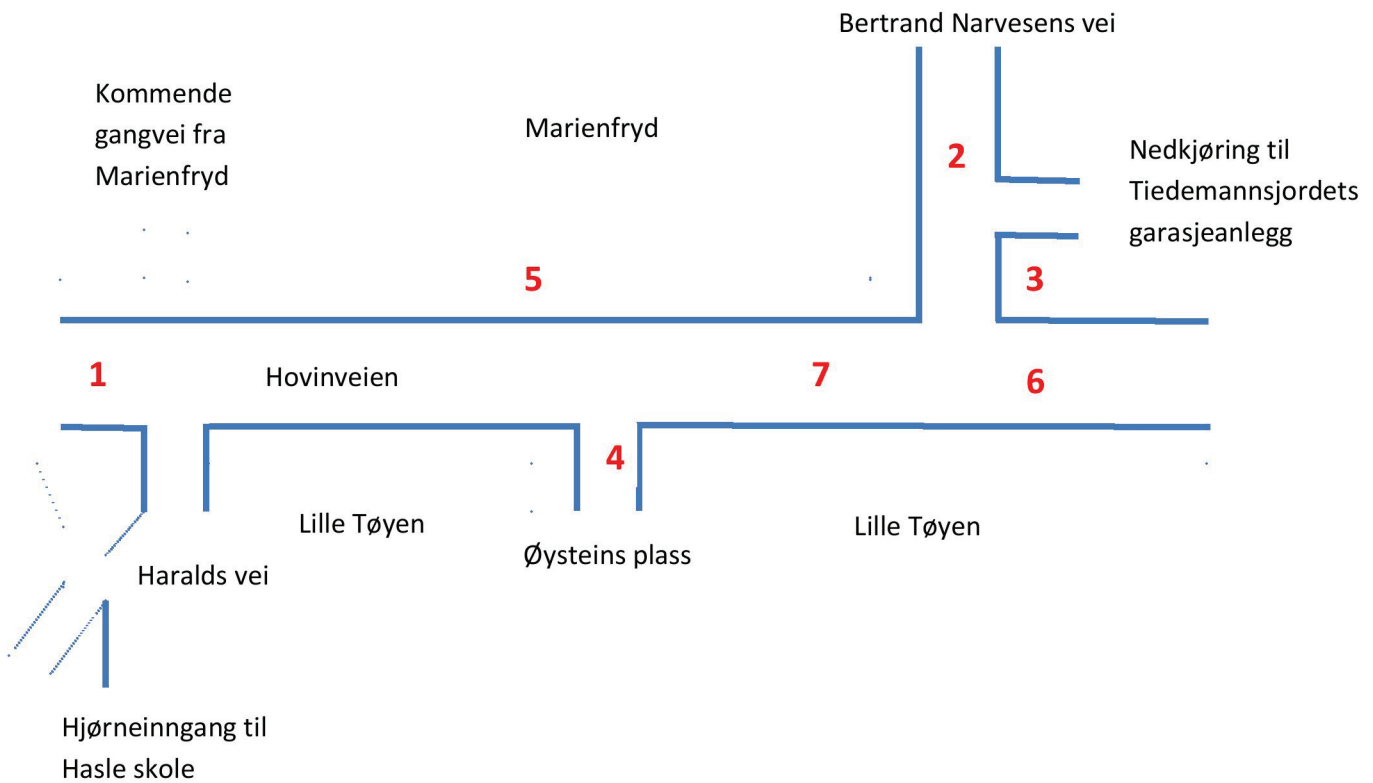 Bertrand Narvesens vei
Kommende
gangvei fra
Marienfryd
Marienfryd
2
Nedkjøring til
Tiedemannsjordets
garasjeanlegg
5
3
1
Hovinveien
7
6
4
Lille Tøyen
Øysteins plass
Lille Tøyen
Haralds vei
Hjørneinngang til
Hasle skole